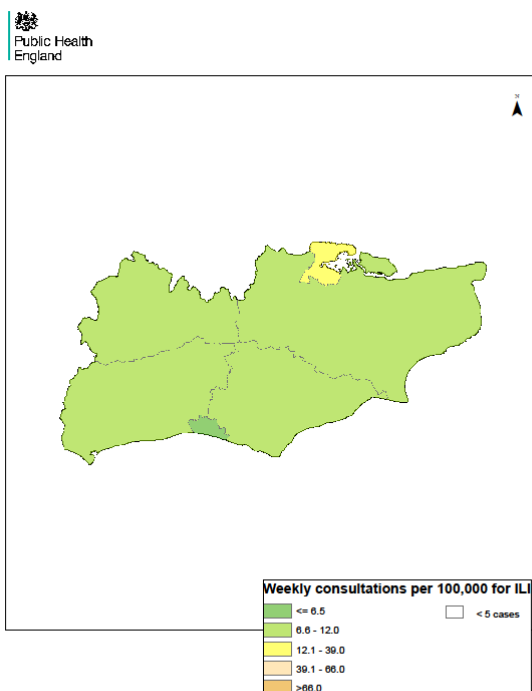 Public Health
England
N
Weekly consultations per 100,000 for ILI
<= 6.5
< 5 cases
6.6 - 12.0
12.1 - 39.0
39.1 - 66.0
>66.0